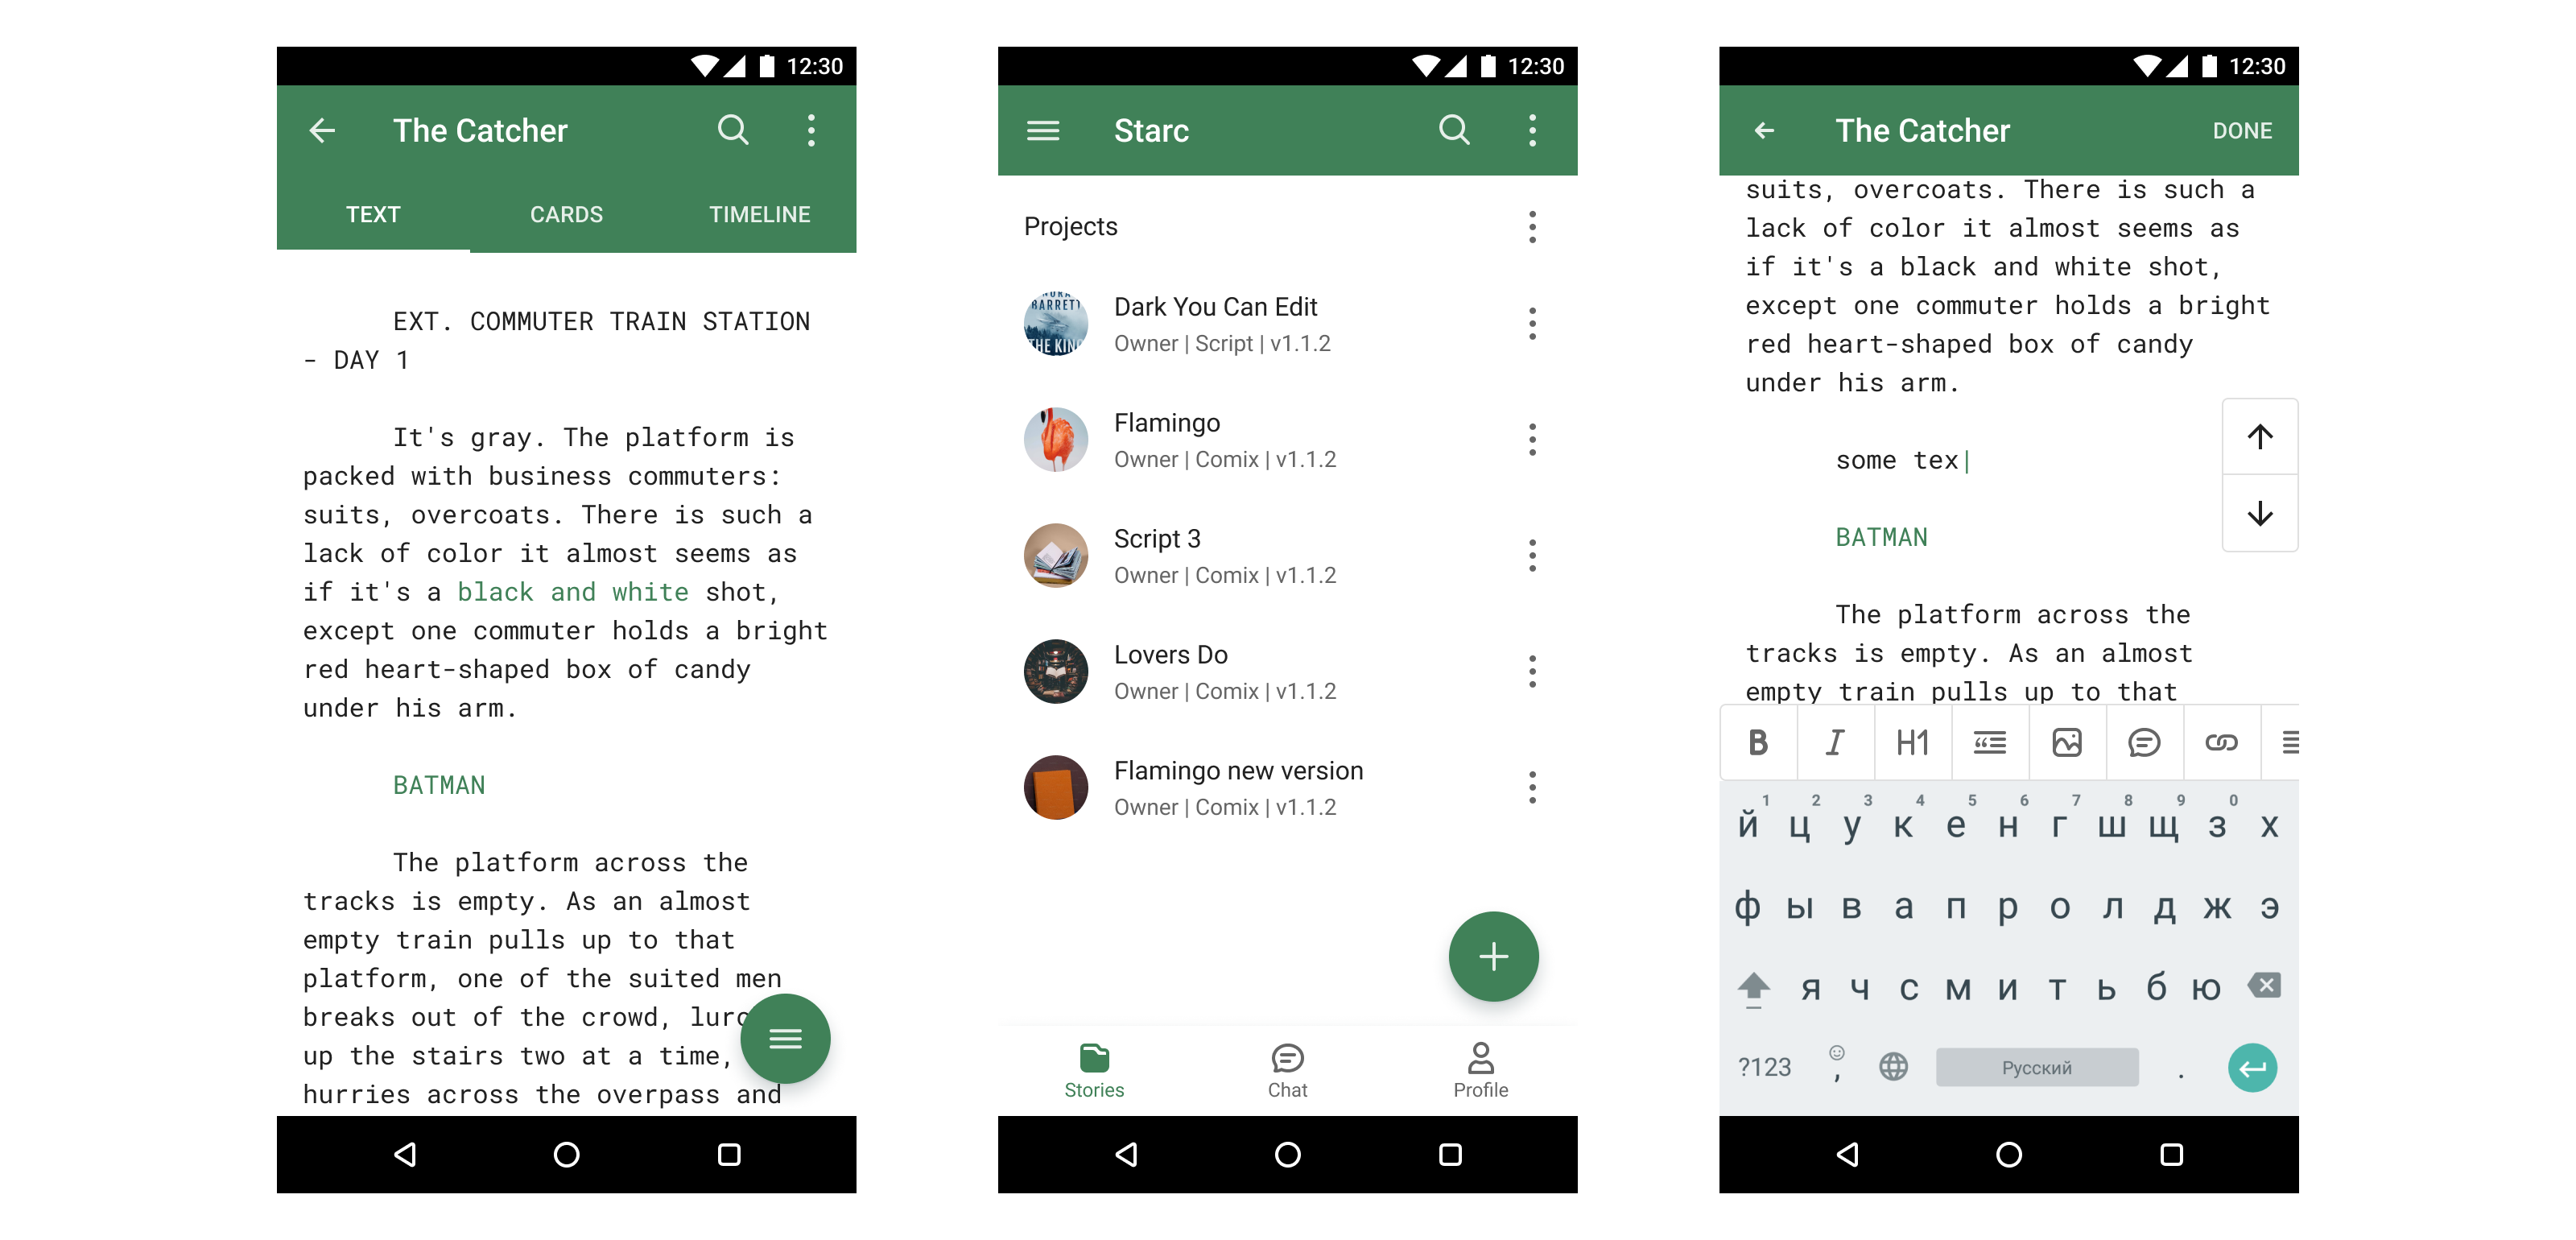 12:30
The Catcher
TEXT CARDS TIMELINE
EXT. COMMUTER TRAIN STATION
- DAY 1
It's gray. The platform is
packed with business commuters:
suits, overcoats. There is such a
lack of color it almost seems as
if it's a black and white shot,
except one commuter holds a bright
red heart-shaped box of candy
under his arm.
BATMAN
The platform across the
tracks is empty. As an almost
empty train pulls up to that
platform, one of the suited men
breaks out of the crowd,
up the stairs two at a time,
hurries across the overpass and
12:30
Starc
Projects
BARRETT
THE KING
Dark You Can Edit
Owner | Script | v1.1.2
Flamingo
Owner | Comix | v1.1.2
Script 3
Owner | Comix | v1.1.2
Lovers Do
Owner | Comix | v1.1.2
Flamingo new version
Owner | Comix | v1.1.2
Stories Chat Profile
12:30
The Catcher DONE
suits, overcoats. There is such a
lack of color it almost seems as
if it's a black and white shot,
except one commuter holds a bright
red heart-shaped box of candy
under his arm.
some tex
BATMAN
The platform across the
tracks is empty. As an almost
empty train pulls up to that
B I H1
1 2 3 4 5 6 7 8 9 0
й ц у к е н г ш щ з х
ф ы в а п р о л д ж э
я ч с м и т ь б ю
?123 , Русский .